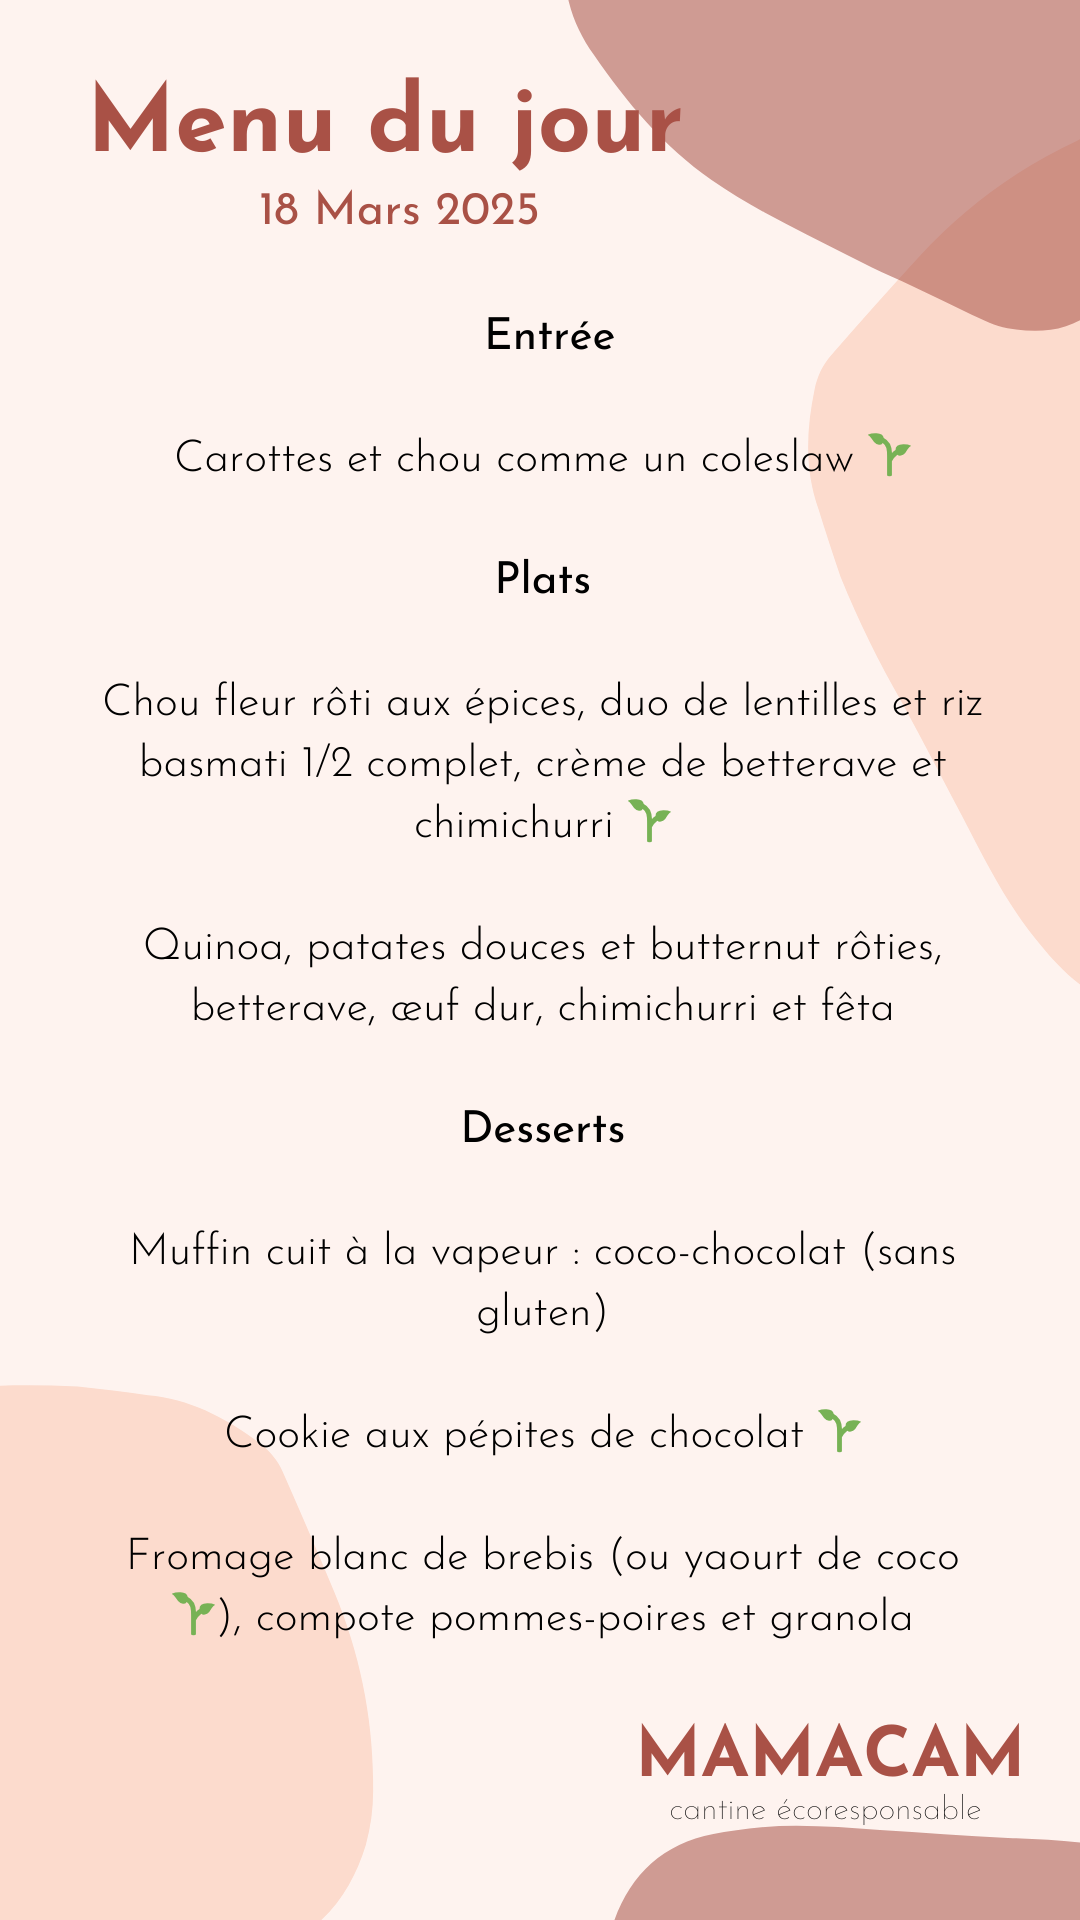 Menu du jour
18 Mars 2025
Entrée
Carottes et chou comme un coleslaw 🌱
Plats
Chou fleur rôti aux épices, duo de lentilles et riz
basmati 1/2 complet, crème de betterave et
chimichurri 🌱
Quinoa, patates douces et butternut rôties,
betterave, œuf dur, chimichurri et fêta
Desserts
Muffin cuit à la vapeur : coco-chocolat (sans
gluten)
Cookie aux pépites de chocolat 🌱
Fromage blanc de brebis (ou yaourt de coco
🌱), compote pommes-poires et granola
MAMACAM
cantine écoresponsable